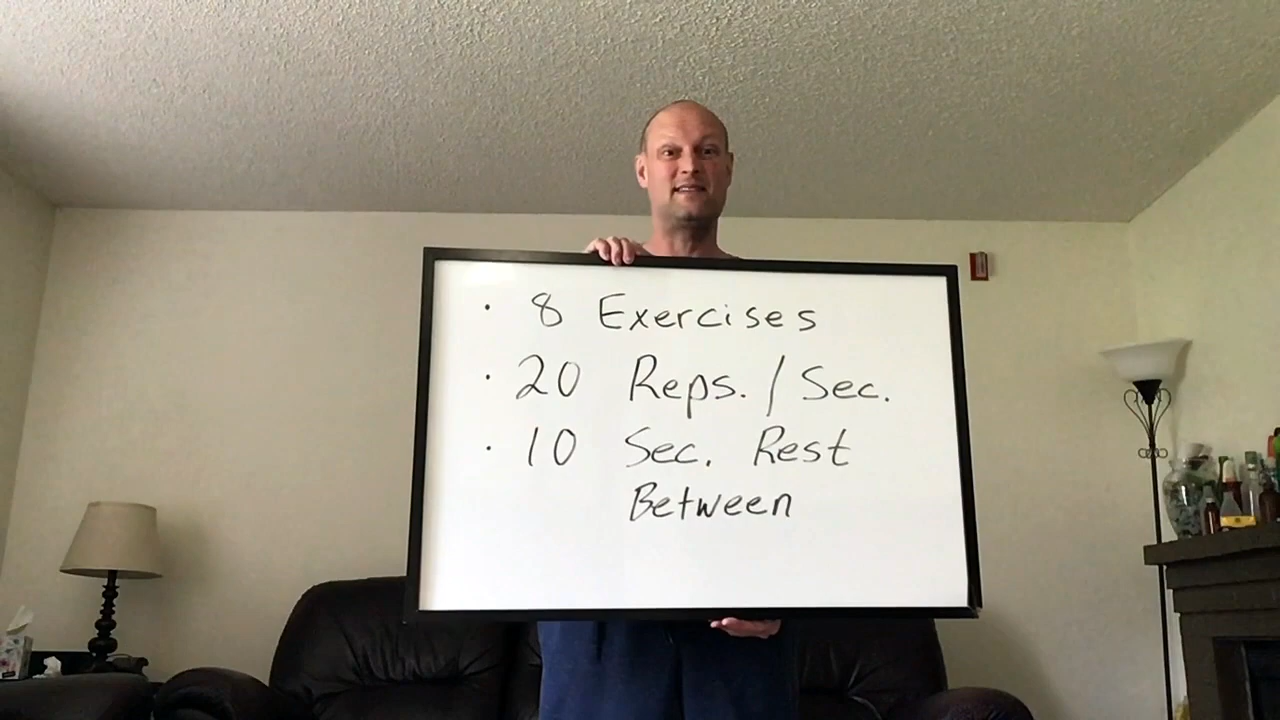 · 8 Exercises
· 20 Reps. / Sec.
· 10 Sec. Rest
Between